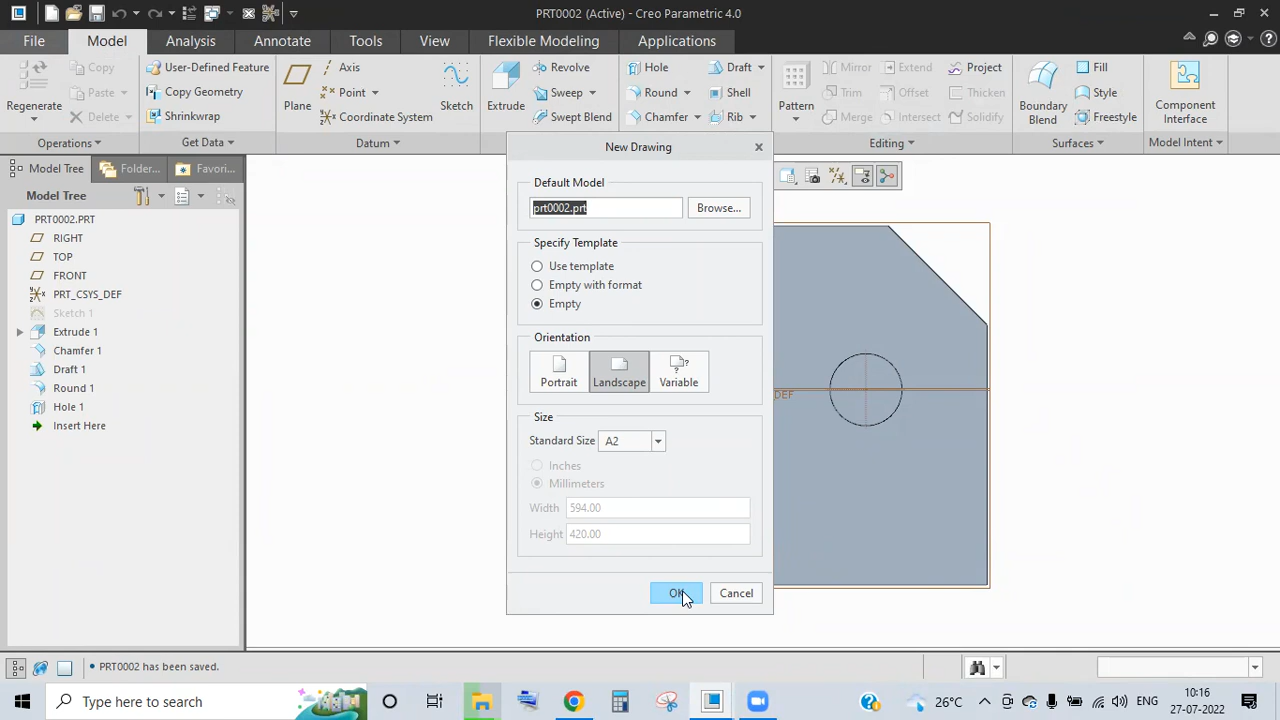 PRT0002 (Active) - Creo Parametric 4.0
File Model Analysis Annotate Tools View Flexible Modeling Applications
Regenerate
Copy
Paste
Delete
User-Defined Feature
Copy Geometry
Shrinkwrap
Plane
Axis
Point
Coordinate System
Sketch
Extrude
Revolve
Sweep
Swept Blend
Hole
Round
Chamfer
Draft
Shell
Rib
Pattern
Mirror
Trim
Merge
Extend
Offset
Intersect
Project
Thicken
Solidify
Boundary Blend
Fill
Style
Freestyle
Component Interface
Operations Get Data Datum Editing Surfaces Model Intent
Model Tree Folder... Favori...
Model Tree
PRT0002.PRT
RIGHT
TOP
FRONT
PRT_CSYS_DEF
Sketch 1
Extrude 1
Chamfer 1
Draft 1
Round 1
Hole 1
Insert Here
New Drawing
Default Model
prt0002.prt Browse...
Specify Template
Use template
Empty with format
Empty
Orientation
Portrait Landscape Variable
Size
Standard Size A2
Inches
Millimeters
Width 594.00
Height 420.00
OK Cancel
DEF
• PRT0002 has been saved.
Type here to search
26°C ENG 10:16
27-07-2022